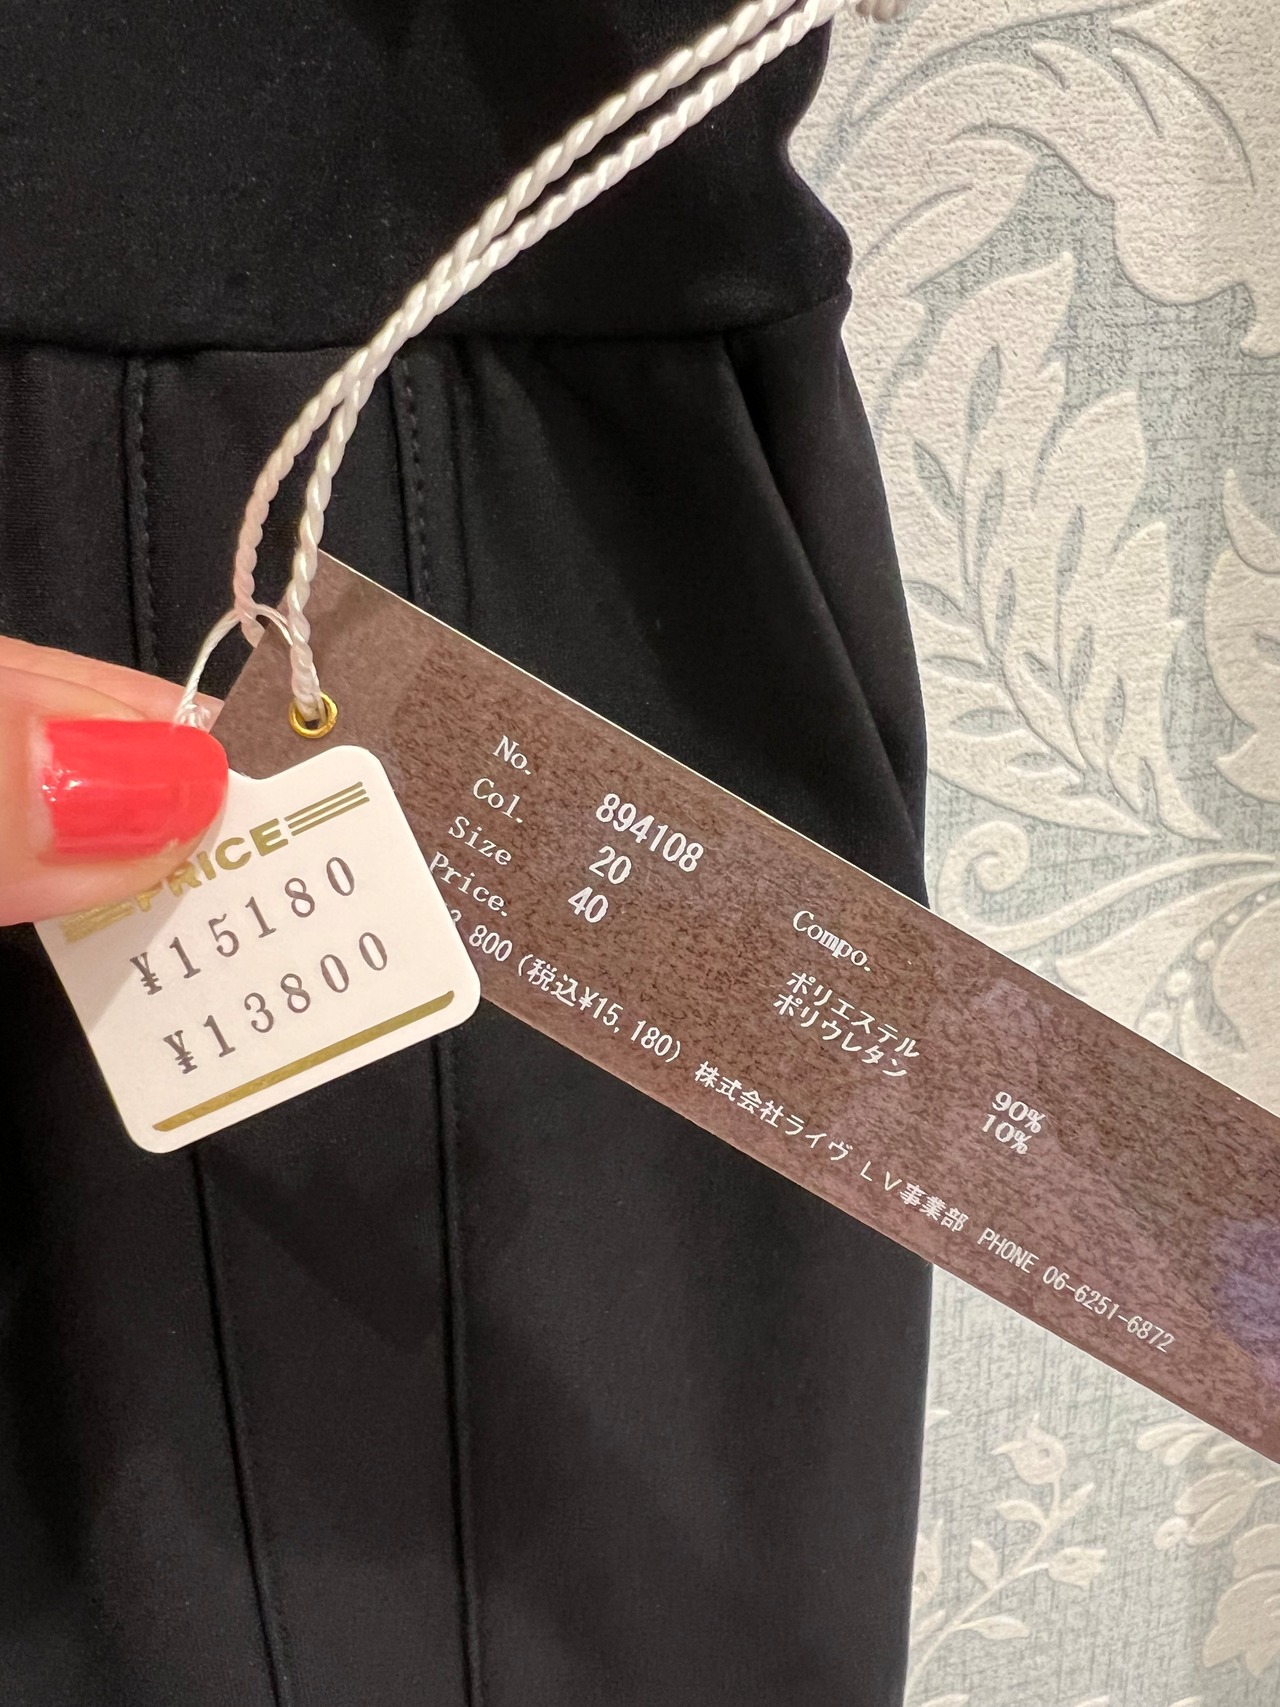 PRICE
¥15180
¥13800
No. 894108
Col. 20
Size 40
Price.
800(税込¥15,180)
Compo.
ポリエステル 90%
ポリウレタン 10%
株式会社ライヴ LV事業部 PHONE 06-6251-6872